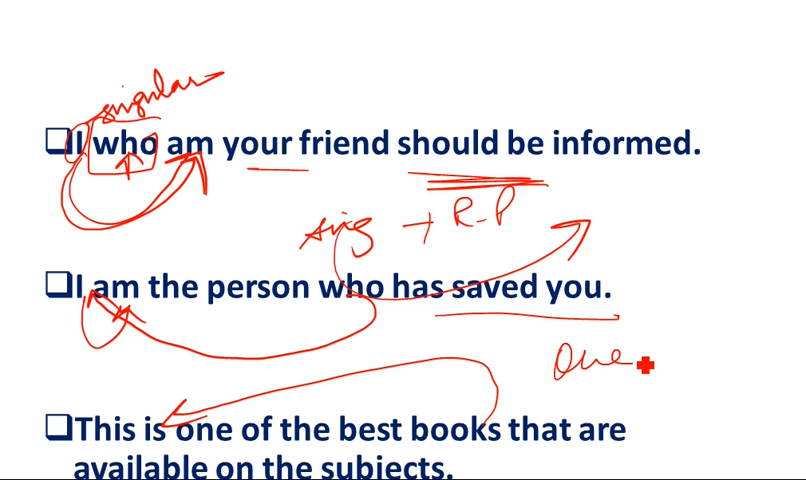 singular
❑I who am your friend should be informed.
sing + R-P
❑I am the person who has saved you.
one
❑This is one of the best books that are
available on the subjects.